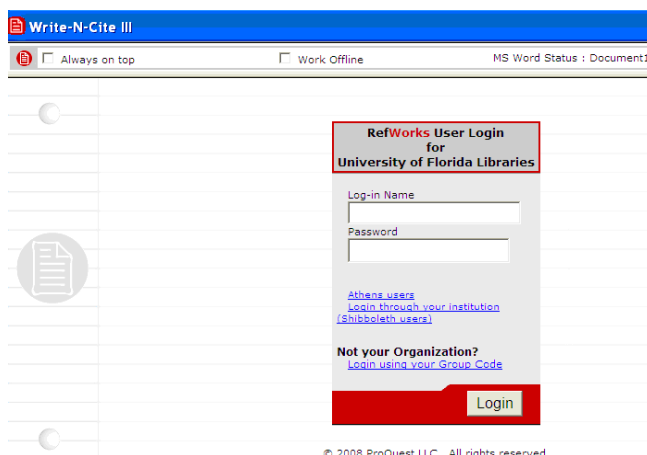 Write-N-Cite III
Always on top Work Offline MS Word Status : Document1
RefWorks User Login
for
University of Florida Libraries
Log-in Name
Password
Athens users
Login through your institution
(Shibboleth users)
Not your Organization?
Login using your Group Code
Login
© 2008 ProQuest LLC. All rights reserved